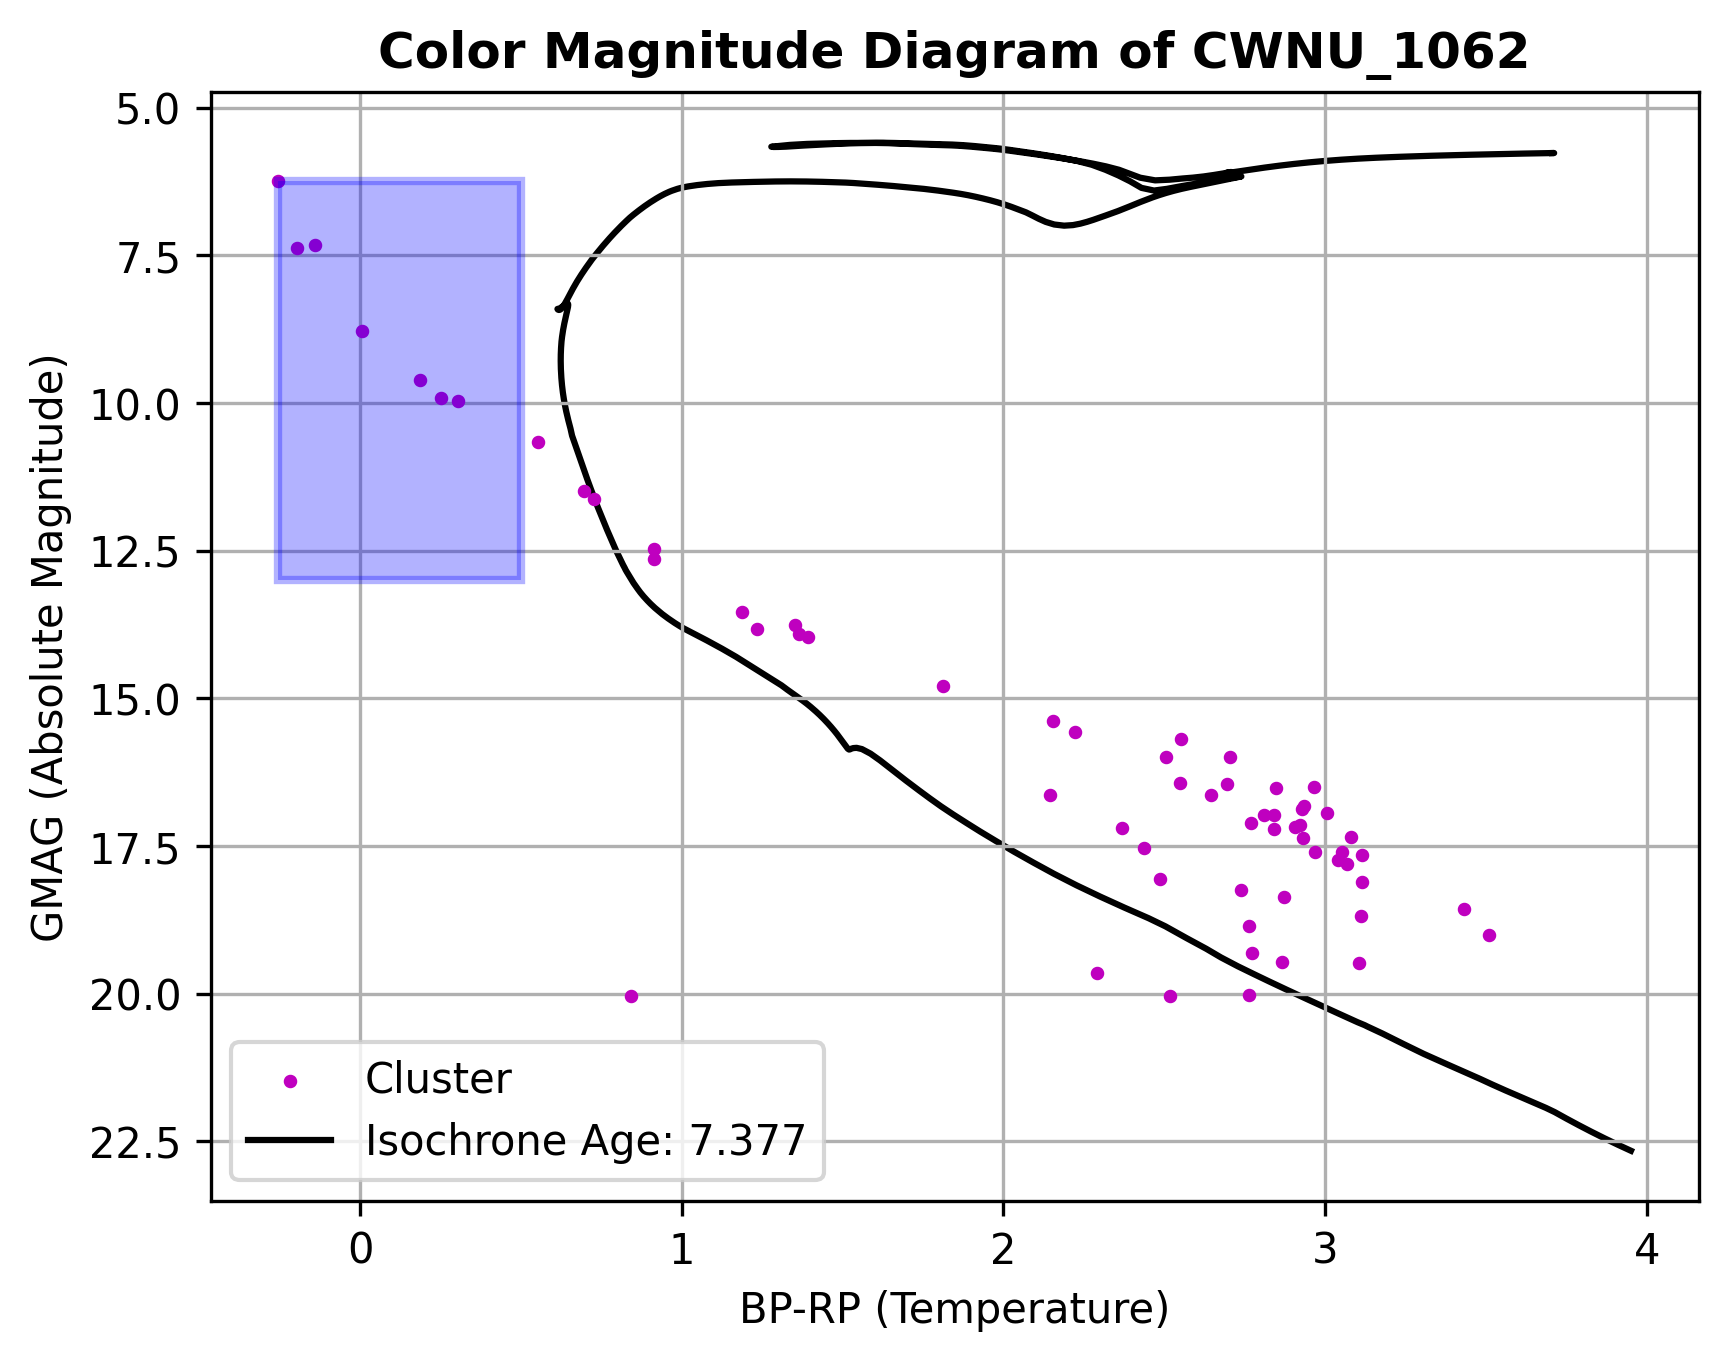 Color Magnitude Diagram of CWNU_1062
GMAG (Absolute Magnitude)
5.0
7.5
10.0
12.5
15.0
17.5
20.0
22.5
Cluster
Isochrone Age: 7.377
0 1 2 3 4
BP-RP (Temperature)